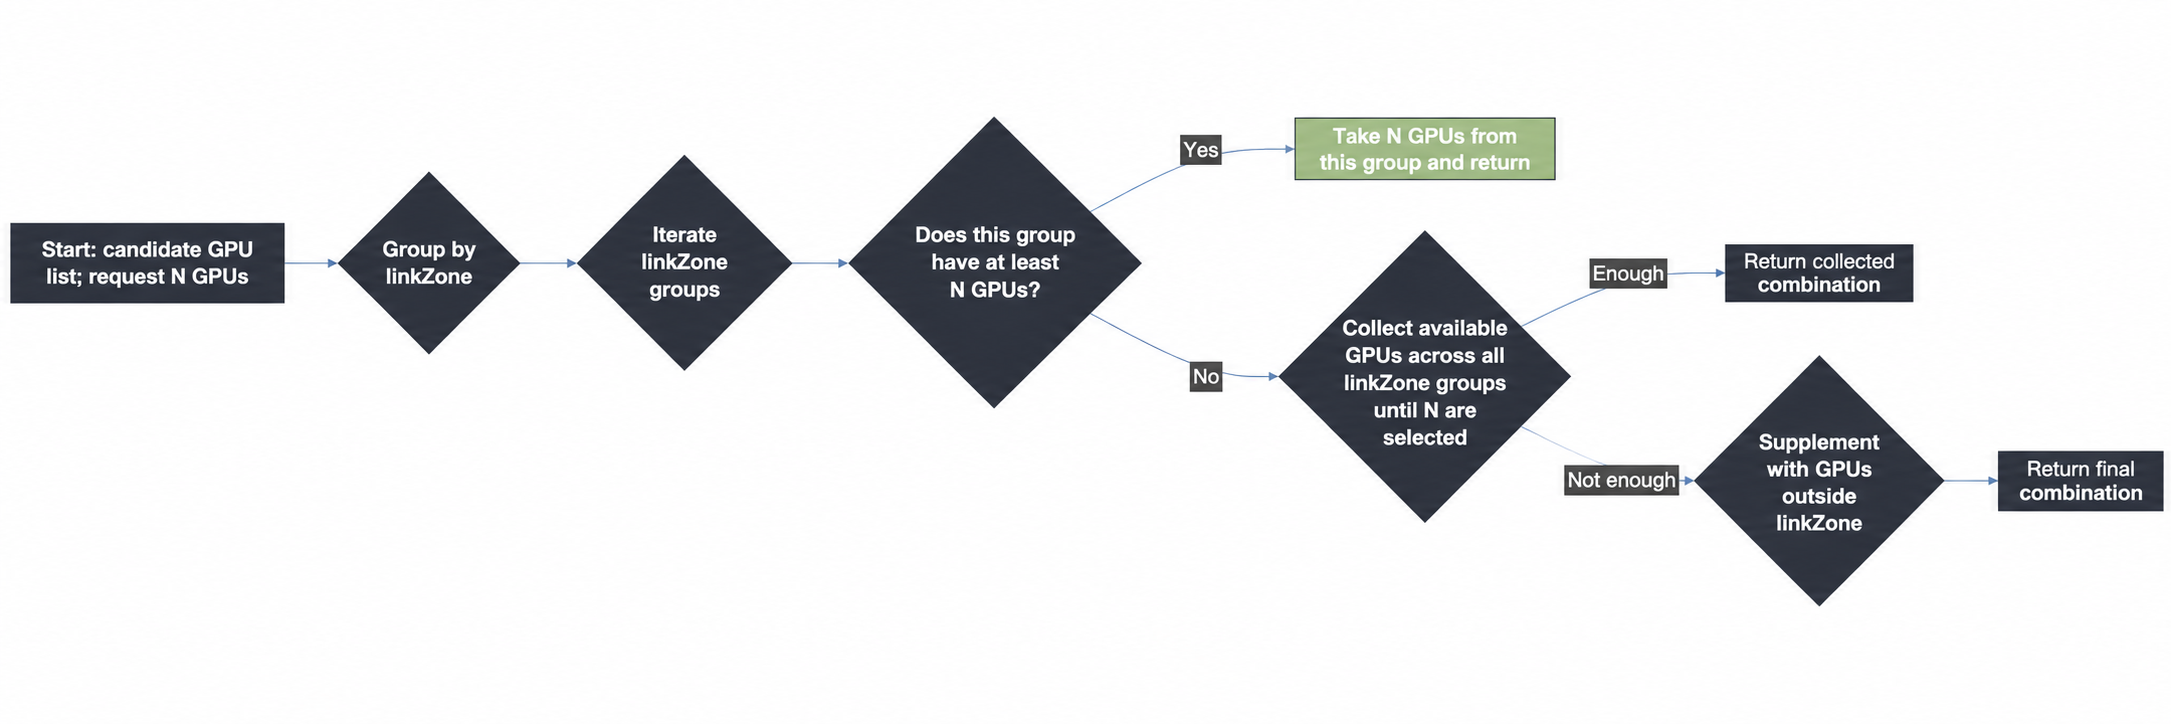 Start: candidate GPU
list; request N GPUs
Group by
linkZone
Iterate
linkZone
groups
Does this group
have at least
N GPUs?
Yes
Take N GPUs from
this group and return
No
Collect available
GPUs across all
linkZone groups
until N are
selected
Enough
Return collected
combination
Not enough
Supplement
with GPUs
outside
linkZone
Return final
combination